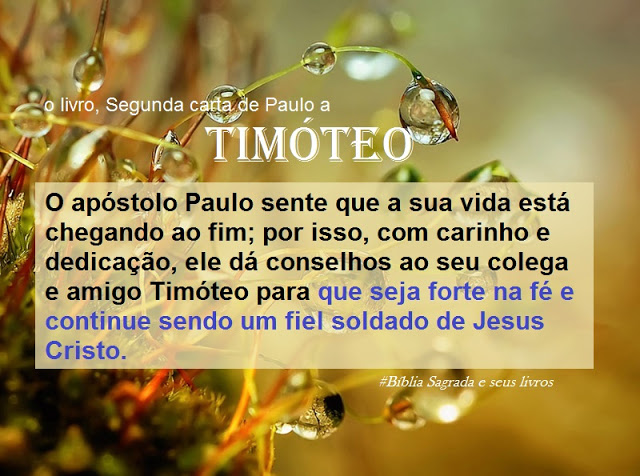 o livro, Segunda carta de Paulo a
TIMÓTEO
O apóstolo Paulo sente que a sua vida está
chegando ao fim; por isso, com carinho e
dedicação, ele dá conselhos ao seu colega
e amigo Timóteo para que seja forte na fé e
continue sendo um fiel soldado de Jesus
Cristo.
#Bíblia Sagrada e seus livros